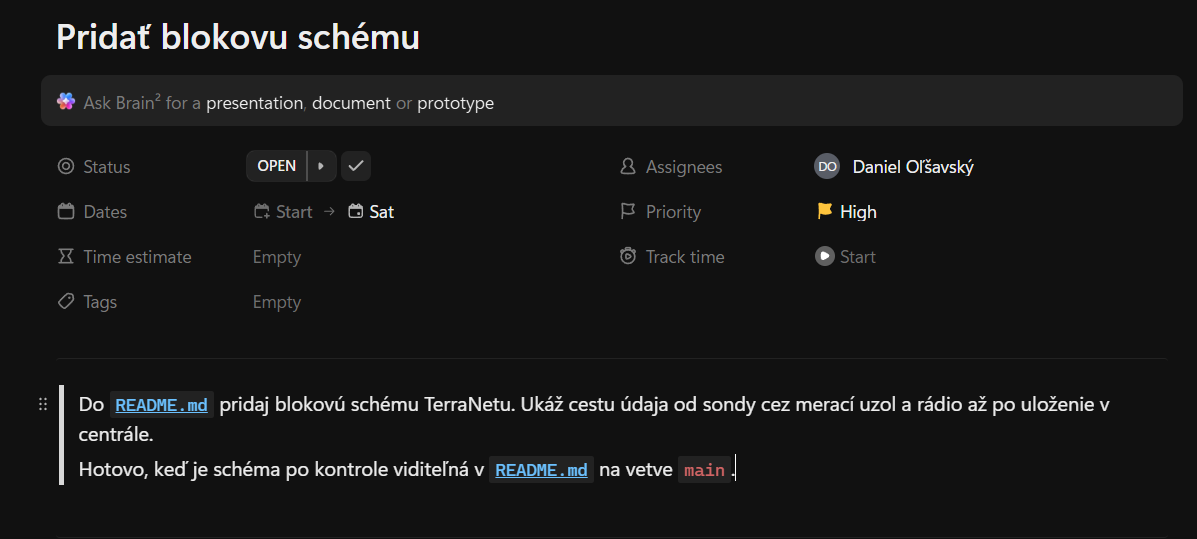 Pridať blokovu schému
Ask Brain² for a presentation, document or prototype
Status
OPEN
Assignees
DO
Daniel Oľšavský
Dates
Start → Sat
Priority
High
Time estimate
Empty
Track time
Start
Tags
Empty
Do README.md pridaj blokovú schému TerraNetu. Ukáž cestu údaja od sondy cez merací uzol a rádio až po uloženie v
centrále.
Hotovo, keď je schéma po kontrole viditeľná v README.md na vetve main.